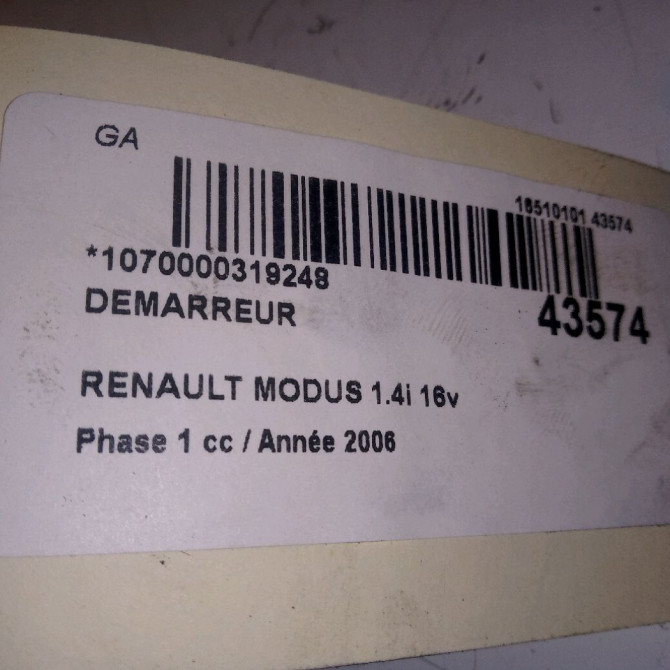 GA
16510101 43574
*1070000319248
DEMARREUR
43574
RENAULT MODUS 1.4i 16v
Phase 1 cc / Année 2006